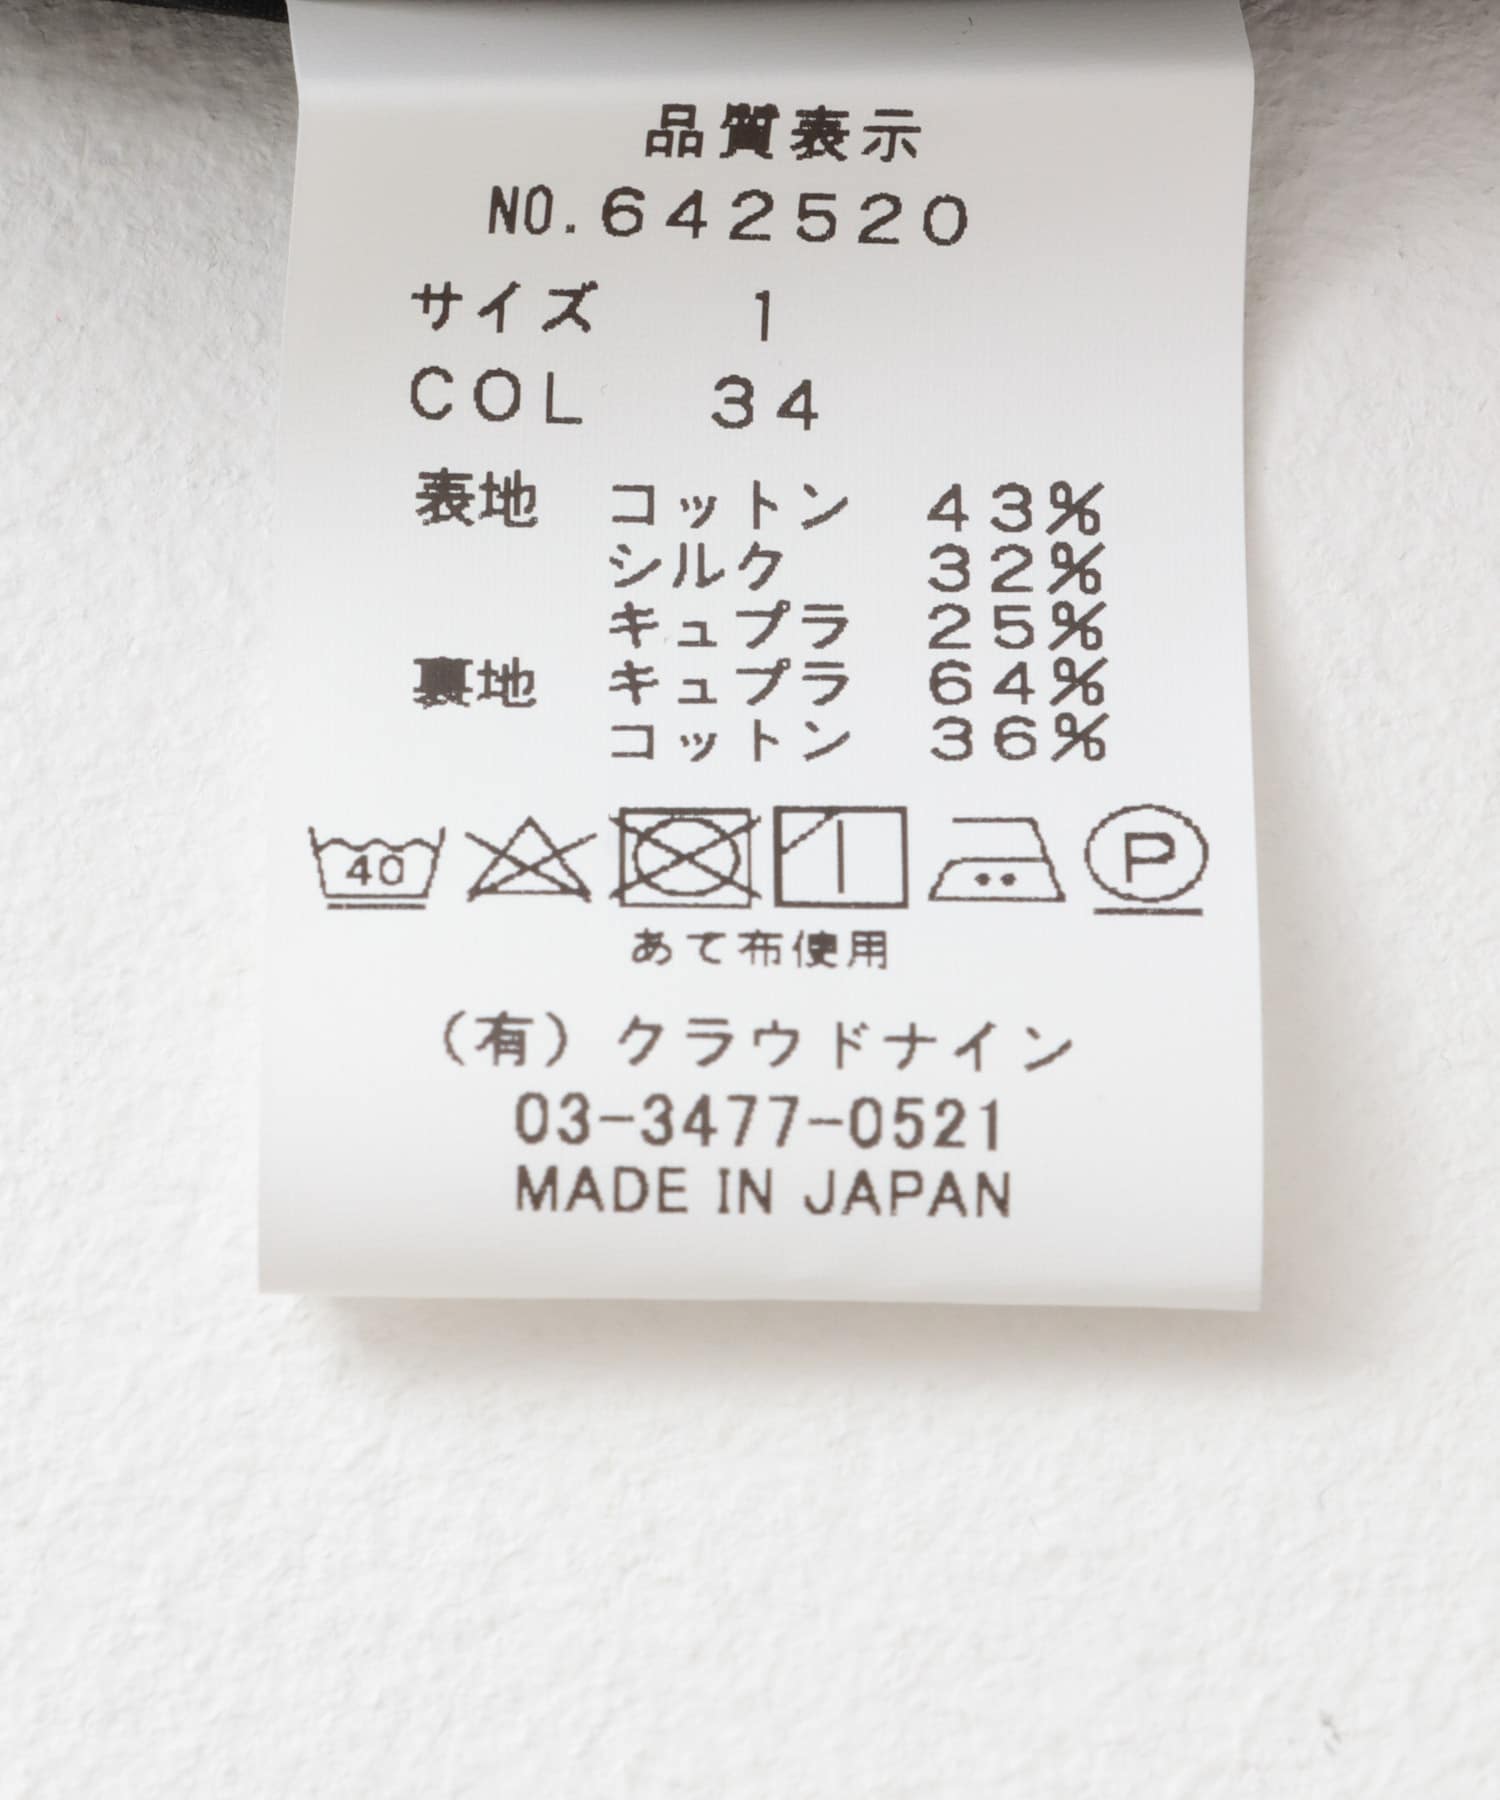 品質表示
NO.642520
サイズ 1
COL 34
表地 コットン 43%
シルク 32%
キュプラ 25%
裏地 キュプラ 64%
コットン 36%
40 P
あて布使用
(有)クラウドナイン
03-3477-0521
MADE IN JAPAN